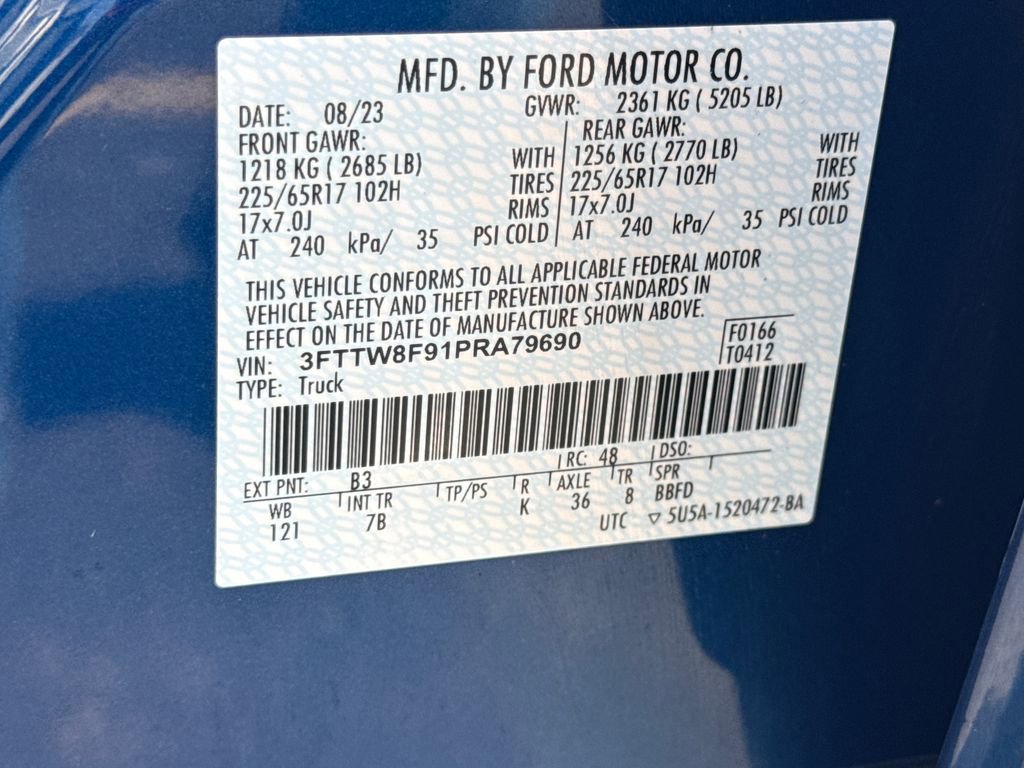 MFD. BY FORD MOTOR CO.
DATE: 08/23 GVWR: 2361 KG ( 5205 LB)
FRONT GAWR: REAR GAWR:
1218 KG ( 2685 LB) WITH 1256 KG ( 2770 LB) WITH
225/65R17 102H TIRES 225/65R17 102H TIRES
17x7.0J RIMS 17x7.0J RIMS
AT 240 kPa/ 35 PSI COLD AT 240 kPa/ 35 PSI COLD
THIS VEHICLE CONFORMS TO ALL APPLICABLE FEDERAL MOTOR
VEHICLE SAFETY AND THEFT PREVENTION STANDARDS IN
EFFECT ON THE DATE OF MANUFACTURE SHOWN ABOVE.
VIN: 3FTTW8F91PRA79690 F0166
TYPE: Truck T0412
EXT PNT: B3 RC: 48 DSO:
WB INT TR TP/PS R AXLE TR SPR
121 7B K 36 8 BBFD
UTC ▽ 5U5A-1520472-BA